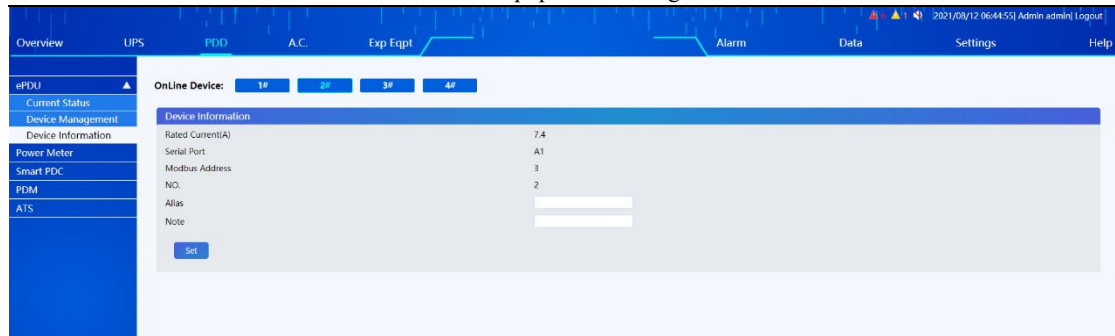 6 1 2021/08/12 06:44:55| Admin admin| Logout
Overview UPS PDD A.C. Exp Eqpt Alarm Data Settings Help
ePDU
Current Status
Device Management
Device Information
Power Meter
Smart PDC
PDM
ATS
OnLine Device: 1# 2# 3# 4#
Device Information
Rated Current(A) 7.4
Serial Port A1
Modbus Address 3
NO. 2
Alias
Note
Set